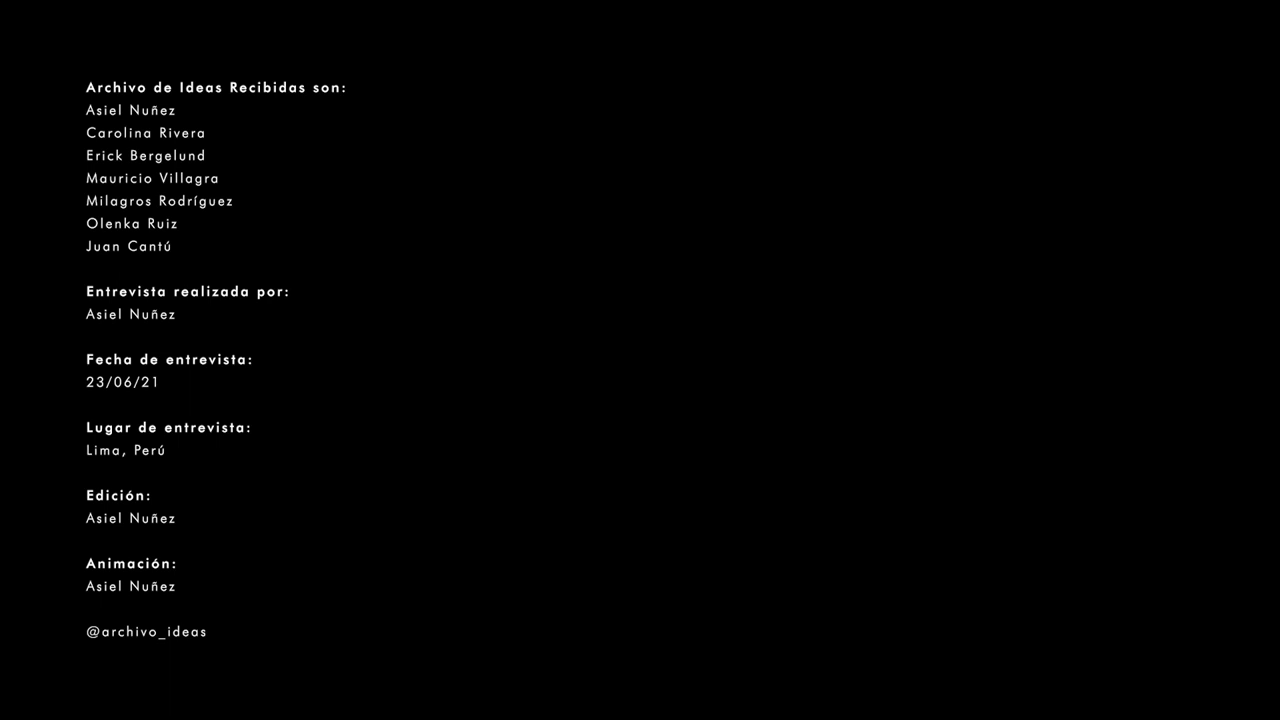 Archivo de Ideas Recibidas son:
Asiel Nuñez
Carolina Rivera
Erick Bergelund
Mauricio Villagra
Milagros Rodríguez
Olenka Ruiz
Juan Cantú
Entrevista realizada por:
Asiel Nuñez
Fecha de entrevista:
23/06/21
Lugar de entrevista:
Lima, Perú
Edición:
Asiel Nuñez
Animación:
Asiel Nuñez
@archivo_ideas